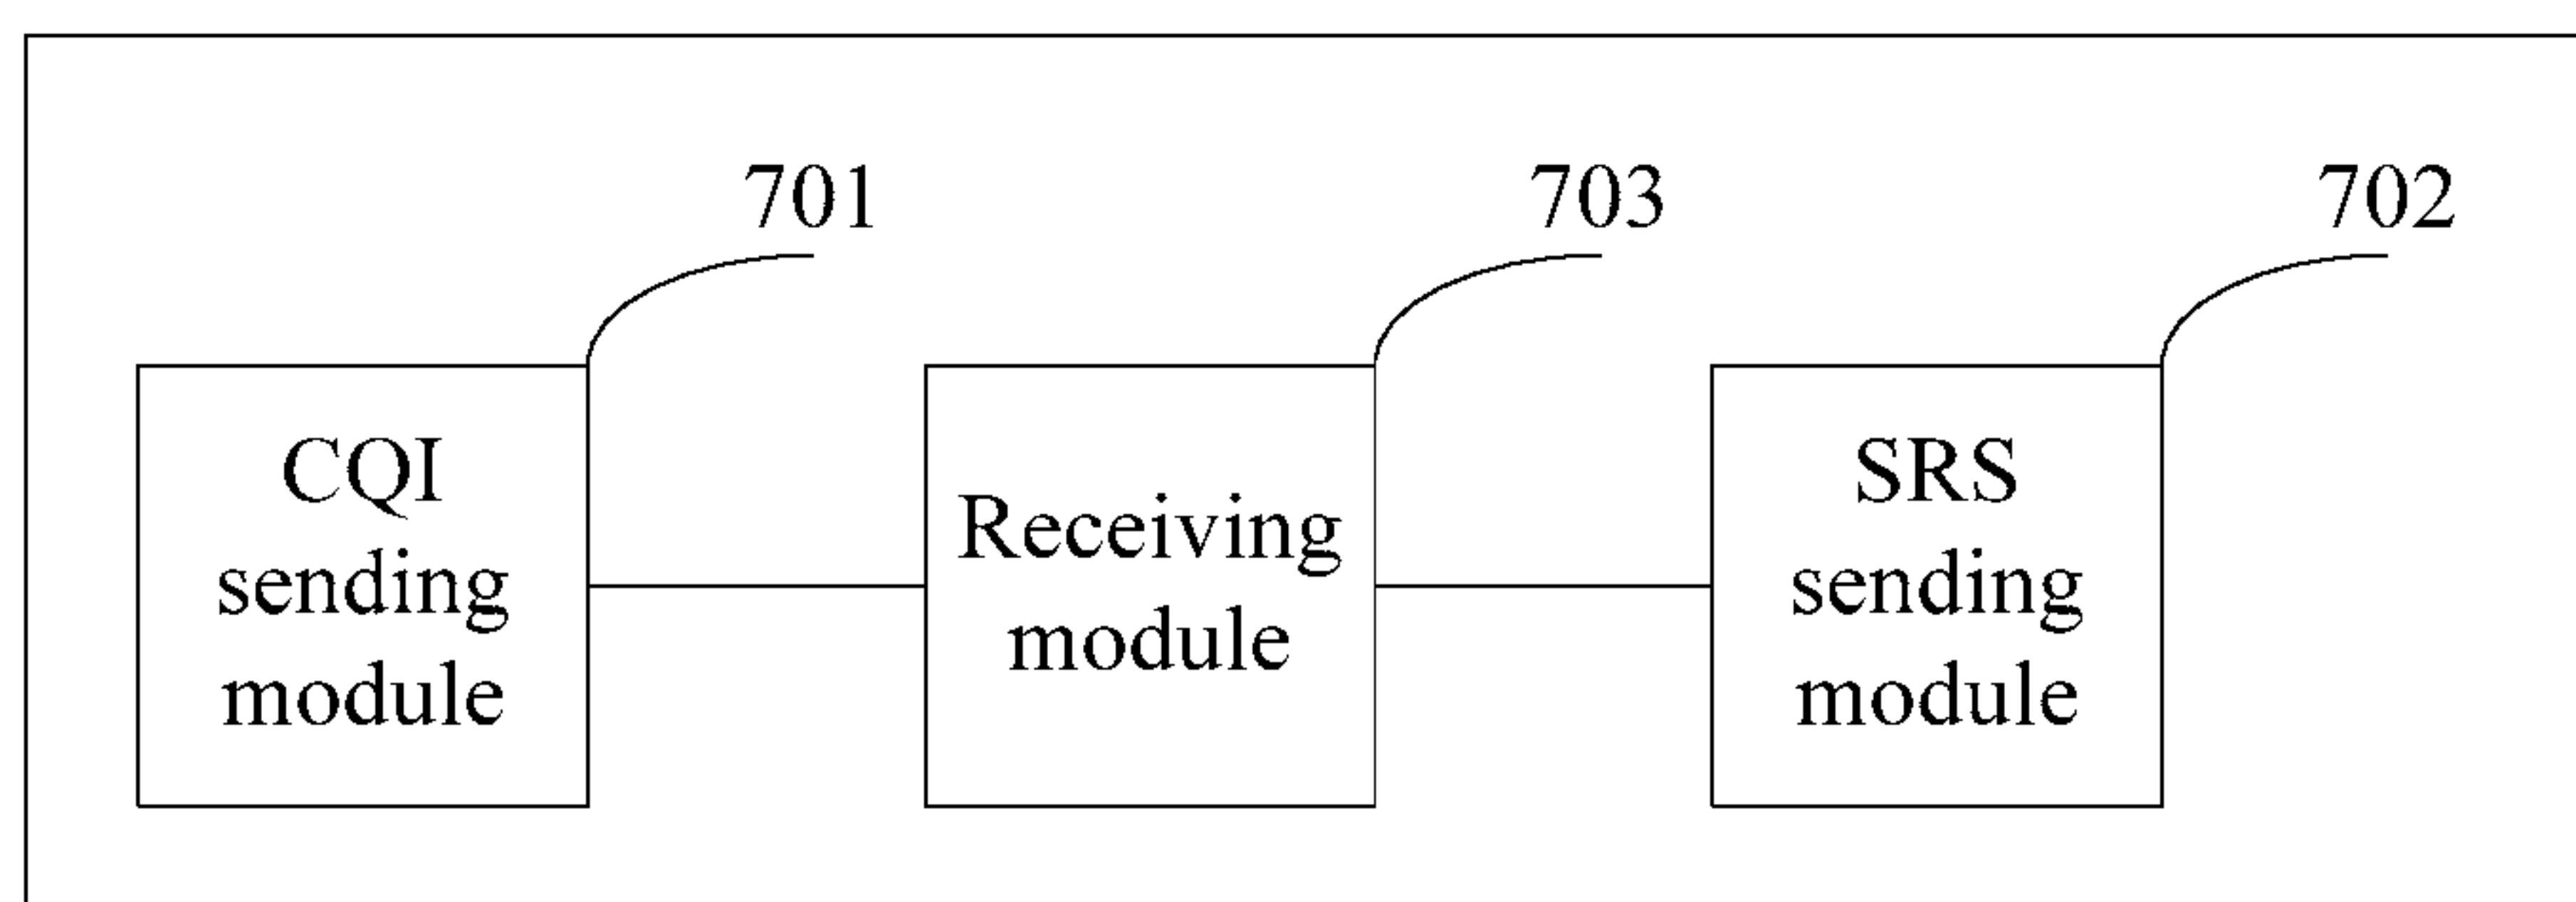 701
703
702
CQI
sending
module
Receiving
module
SRS
sending
module